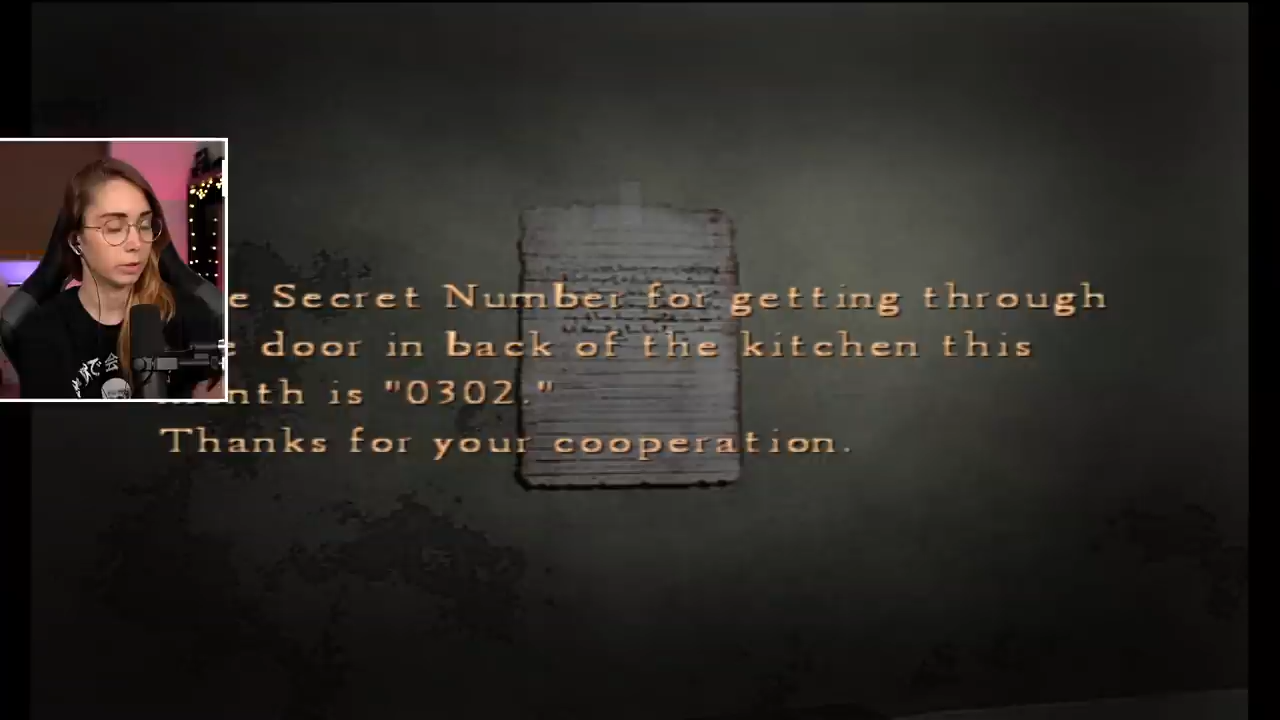 e Secret Number for getting through
door in back of the kitchen this
nth is "0302."
Thanks for your cooperation.